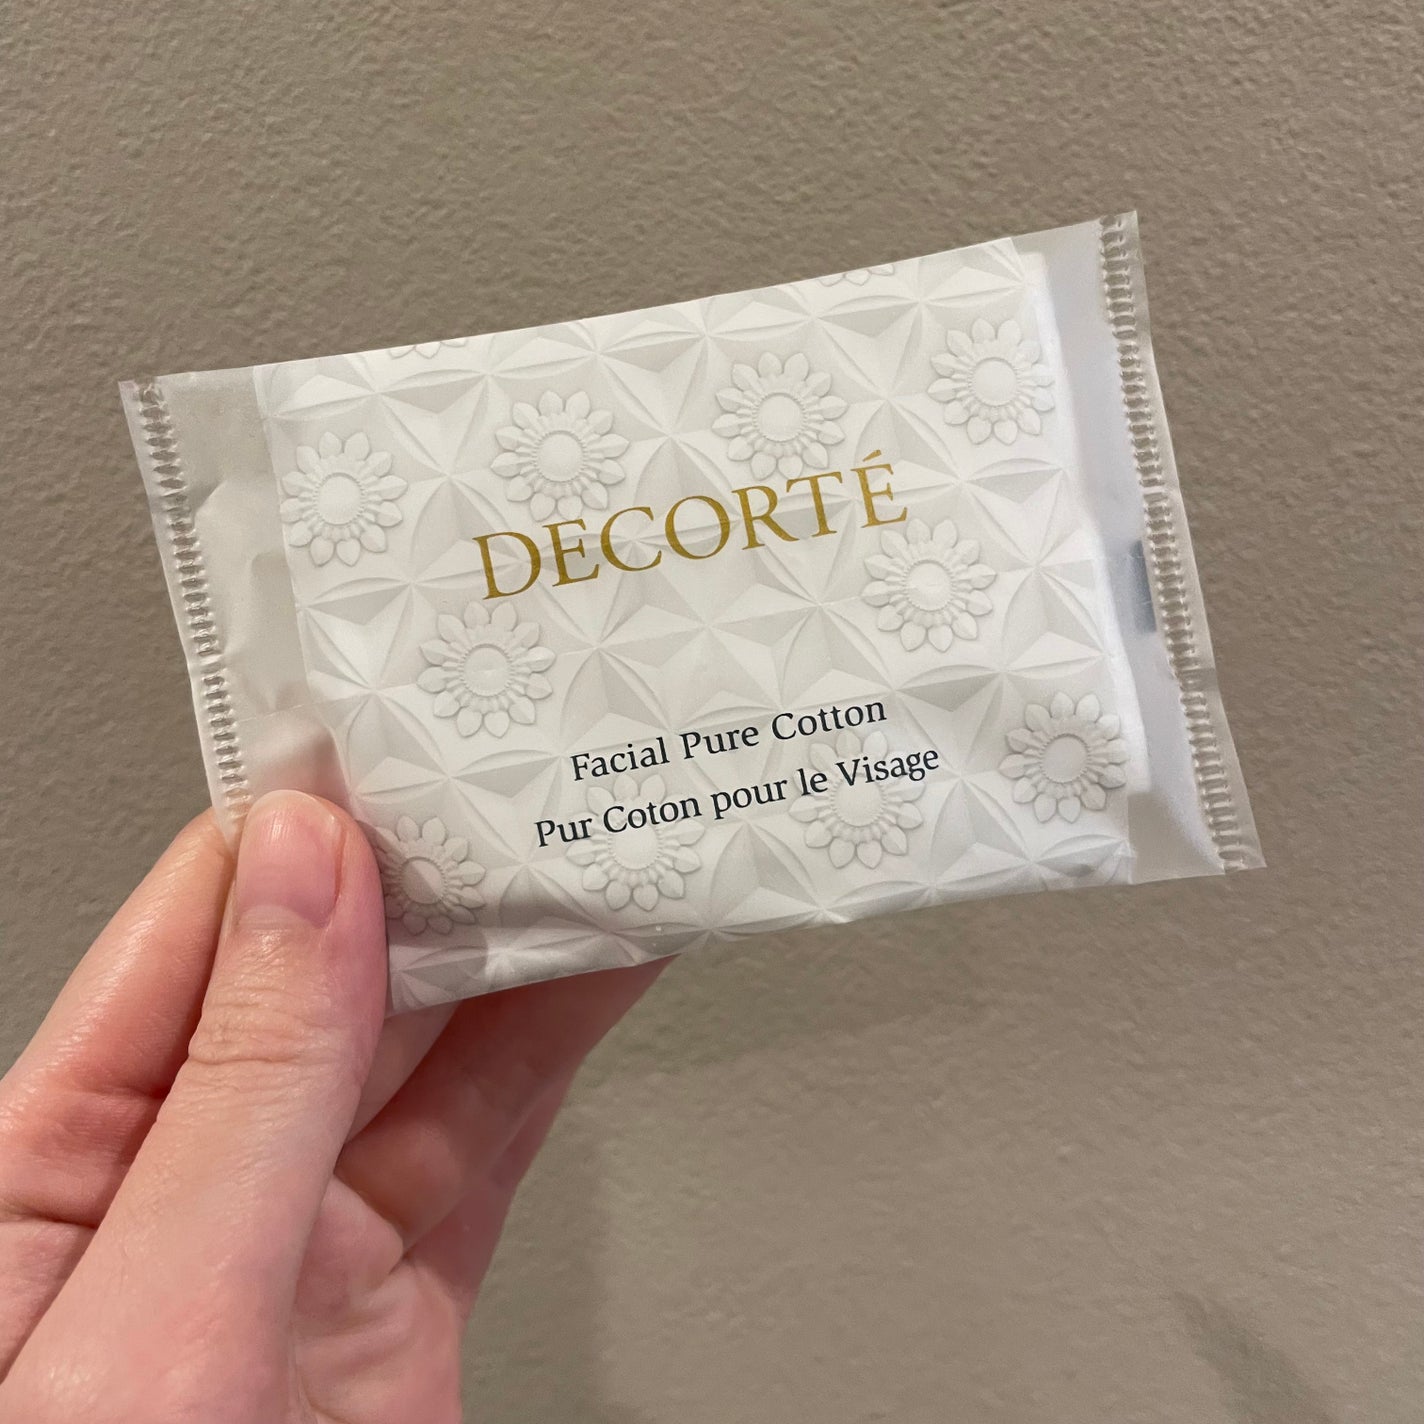 DECORTÉ
Facial Pure Cotton
Pur Coton pour le Visage